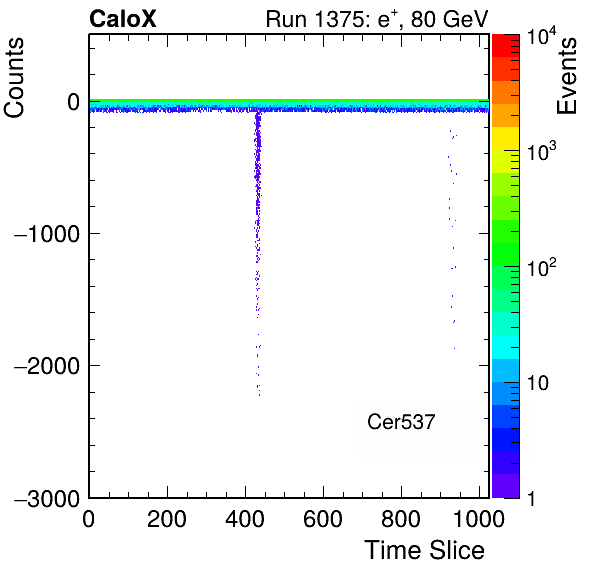 CaloX Run 1375: e⁺, 80 GeV
Counts
0
−1000
−2000
−3000
0 200 400 600 800 1000
Time Slice
Cer537
Events
10⁴
10³
10²
10
1